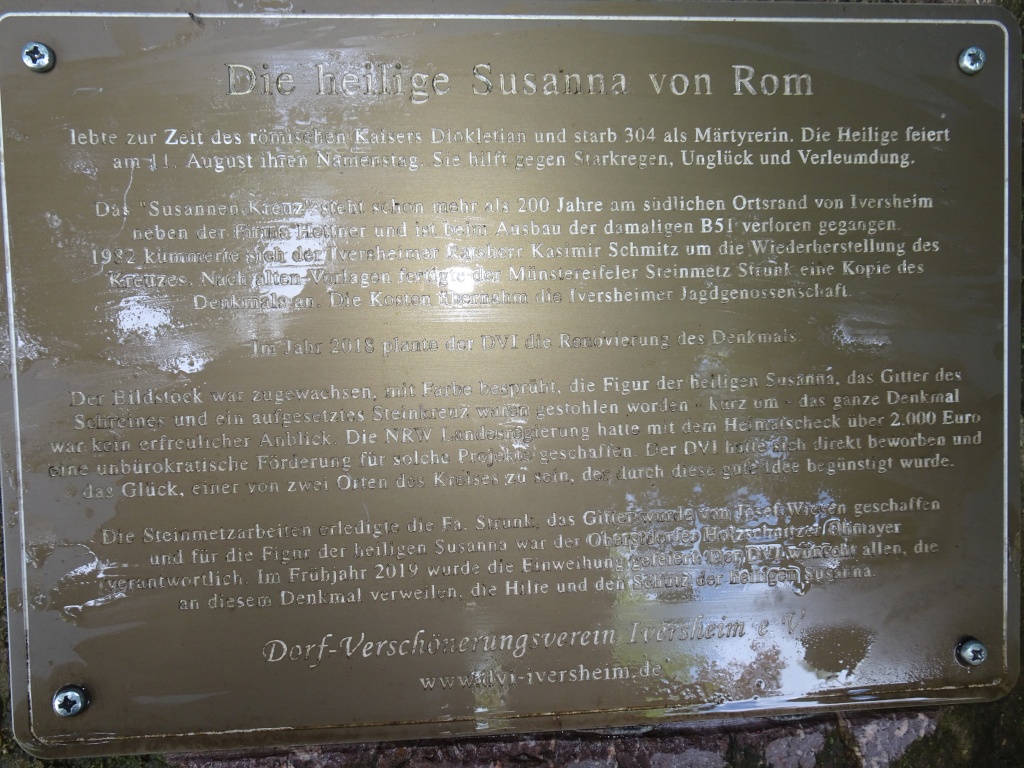 Die heilige Susanna von Rom
lebte zur Zeit des römischen Kaisers Diokletian und starb 304 als Märtyrerin. Die Heilige feiert
am 11. August ihren Namenstag. Sie hilft gegen Starkregen, Unglück und Verleumdung.
Das "Susannen Kreuz" steht schon mehr als 200 Jahre am südlichen Ortsrand von Iversheim
neben der Firma Hettner und ist beim Ausbau der damaligen B51 verloren gegangen.
1982 kümmerte sich der Iversheimer Ratsherr Kasimir Schmitz um die Wiederherstellung des
Kreuzes. Nach alten Vorlagen fertigte der Münstereifeler Steinmetz Strunk eine Kopie des
Denkmals an. Die Kosten übernahm die Iversheimer Jagdgenossenschaft.
Im Jahr 2018 plante der DVI die Renovierung des Denkmals.
Der Bildstock war zugewachsen, mit Farbe besprüht, die Figur der heiligen Susanna, das Gitter des
Schreines und ein aufgesetztes Steinkreuz waren gestohlen worden - kurz um - das ganze Denkmal
war kein erfreulicher Anblick. Die NRW Landesregierung hatte mit dem Heimatscheck über 2.000 Euro
eine unbürokratische Förderung für solche Projekte geschaffen. Der DVI hatte sich direkt beworben und
das Glück, einer von zwei Orten des Kreises zu sein, der durch diese gute Idee begünstigt wurde.
Die Steinmetzarbeiten erledigte die Fa. Strunk, das Gitter wurde von Josef Wiesen geschaffen
und für die Figur der heiligen Susanna war der Oberstdorfer Holzschnitzer
verantwortlich. Im Frühjahr 2019 wurde die Einweihung gefeiert. Der DVI wünscht allen, die
an diesem Denkmal verweilen, die Hilfe und den Schutz der heiligen Susanna.
Dorf-Verschönerungsverein Iversheim e.V.
www.dvi-iversheim.de